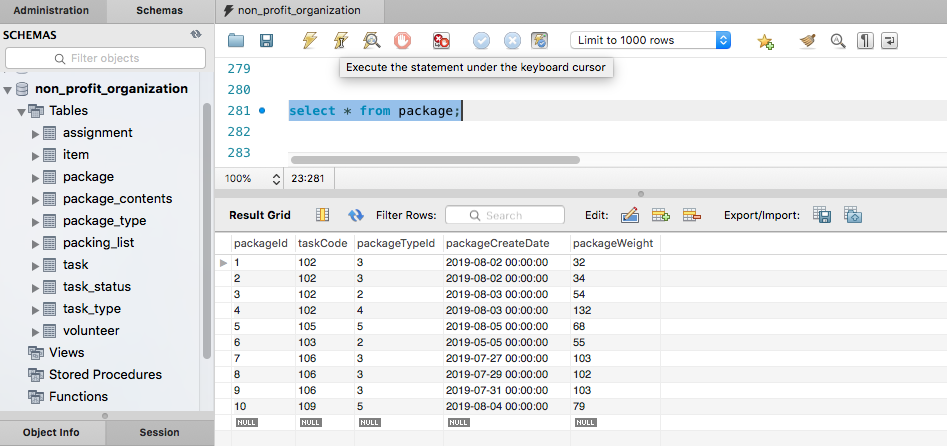 Administration Schemas non_profit_organization
SCHEMAS
Filter objects
Limit to 1000 rows
Execute the statement under the keyboard cursor
non_profit_organization
Tables
assignment
item
package
package_contents
package_type
packing_list
task
task_status
task_type
volunteer
Views
Stored Procedures
Functions
Object Info Session
279
280
281 select * from package;
282
283
100% 23:281
Result Grid Filter Rows: Search Edit: Export/Import:
packageId taskCode packageTypeId packageCreateDate packageWeight
1 102 3 2019-08-02 00:00:00 32
2 102 3 2019-08-02 00:00:00 34
3 102 2 2019-08-03 00:00:00 54
4 102 4 2019-08-03 00:00:00 132
5 105 5 2019-08-05 00:00:00 68
6 103 2 2019-05-05 00:00:00 55
7 106 3 2019-07-27 00:00:00 103
8 106 3 2019-07-29 00:00:00 102
9 106 3 2019-07-31 00:00:00 103
10 109 5 2019-08-04 00:00:00 79
NULL NULL NULL NULL NULL